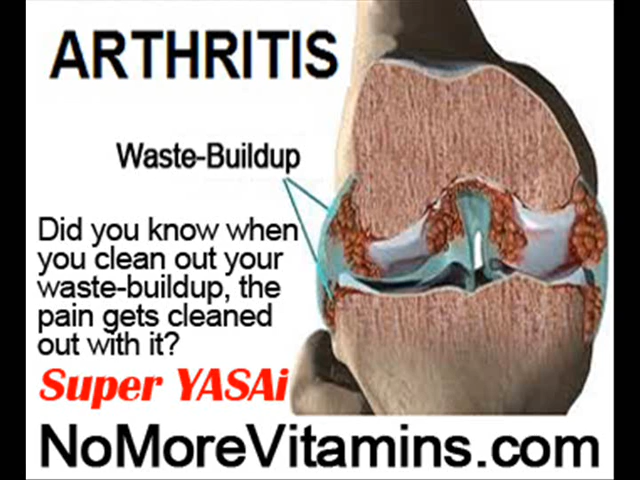 ARTHRITIS
Waste-Buildup
Did you know when
you clean out your
waste-buildup, the
pain gets cleaned
out with it?
Super YASAi
NoMoreVitamins.com